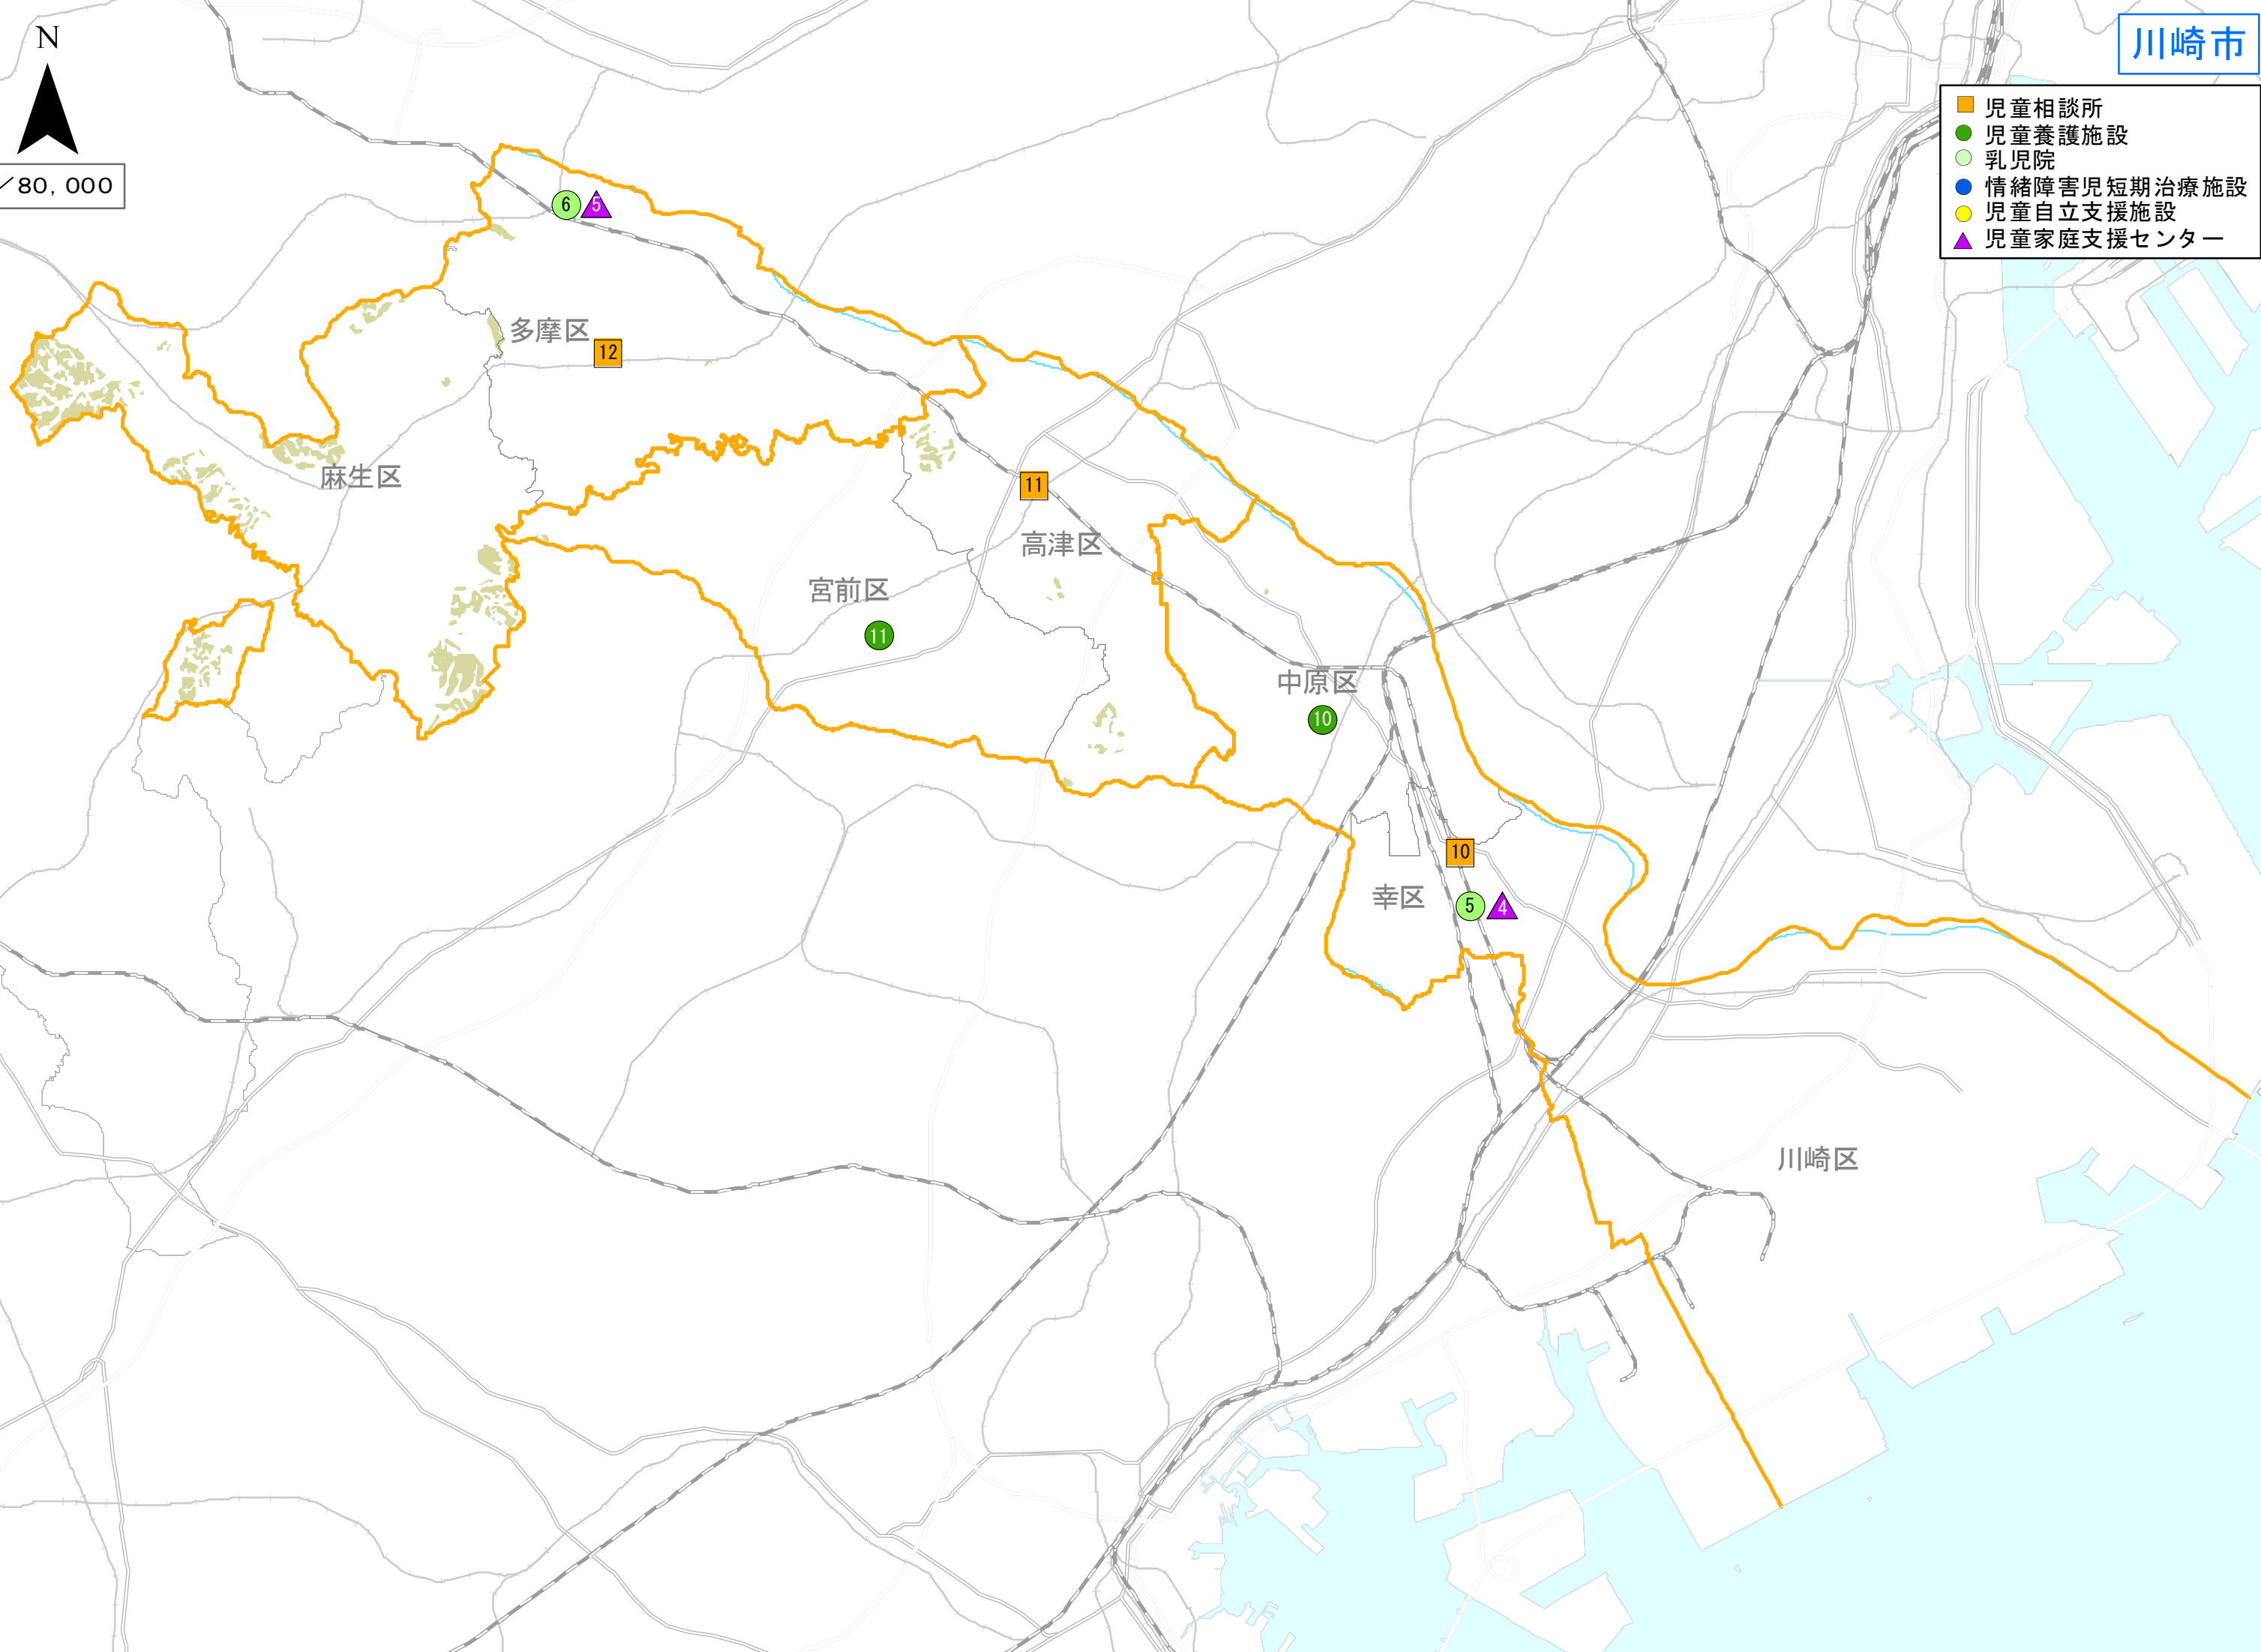 川崎市
N
／80,000
児童相談所
児童養護施設
乳児院
情緒障害児短期治療施設
児童自立支援施設
児童家庭支援センター
6
5
多摩区
12
麻生区
11
高津区
宮前区
11
中原区
10
10
幸区
5
4
川崎区